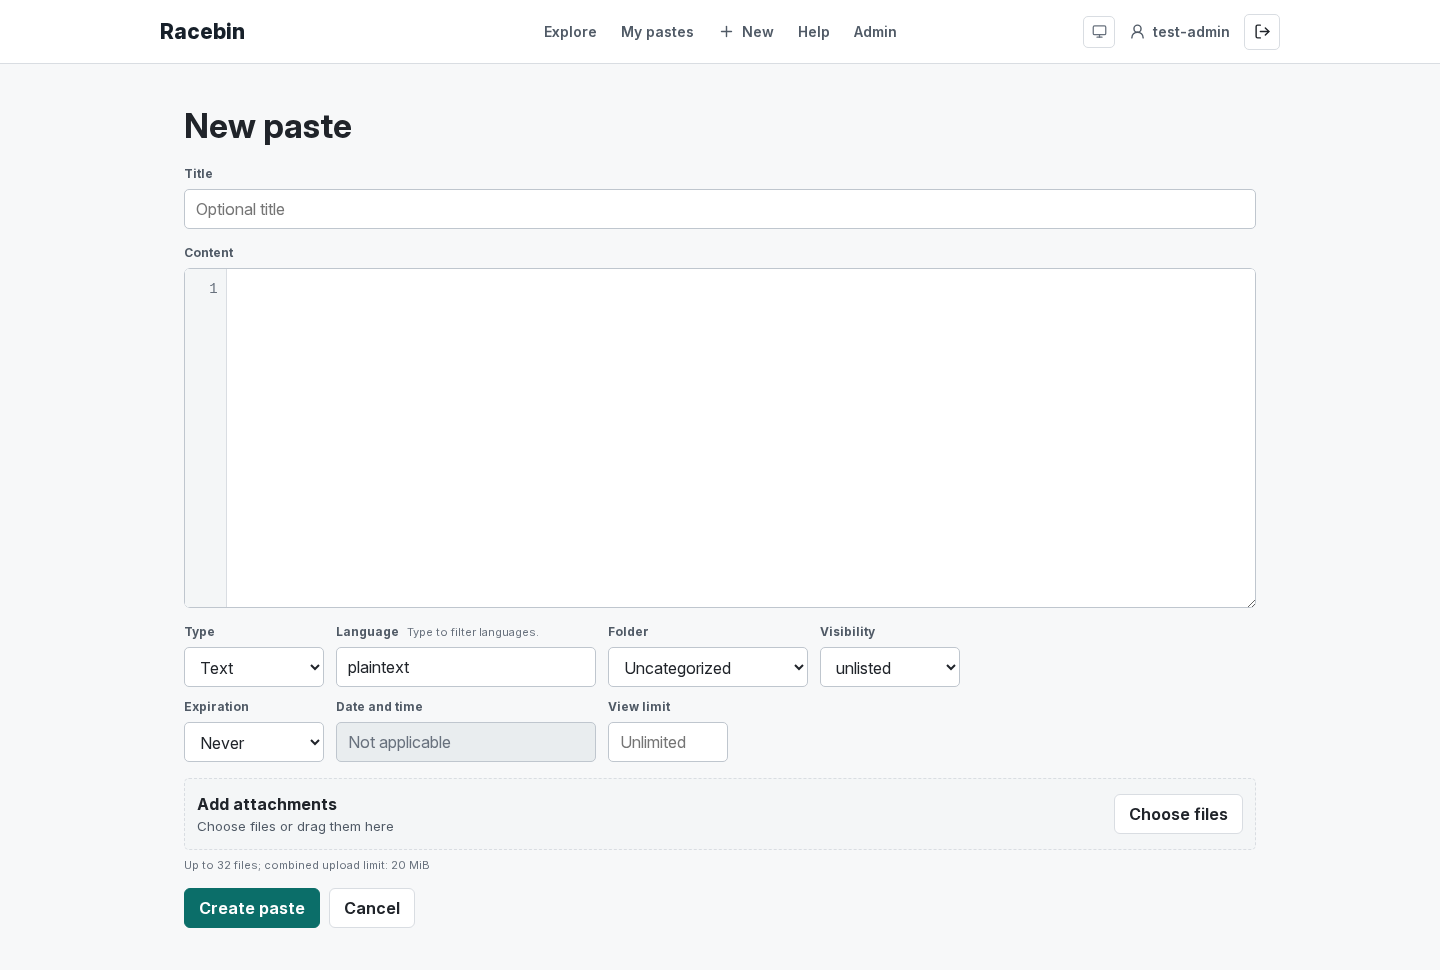 Racebin
Explore My pastes + New Help Admin
test-admin
New paste
Title
Optional title
Content
1
Type Language Type to filter languages. Folder Visibility
Text plaintext Uncategorized unlisted
Expiration Date and time View limit
Never Not applicable Unlimited
Add attachments
Choose files or drag them here
Choose files
Up to 32 files; combined upload limit: 20 MiB
Create paste Cancel